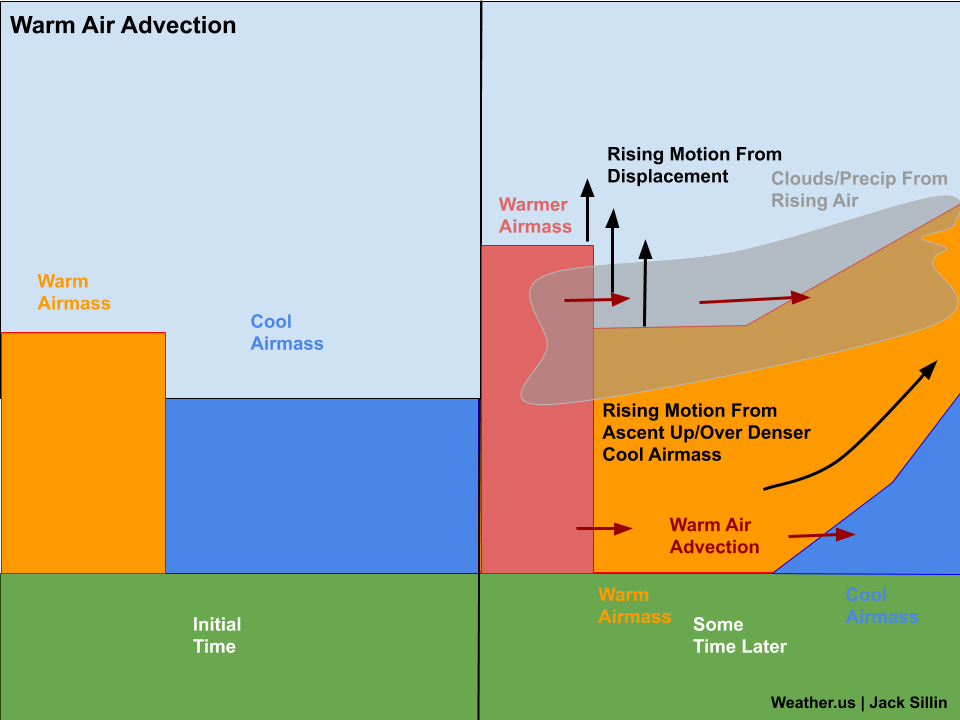 Warm Air Advection
Warm
Airmass
Cool
Airmass
Initial
Time
Rising Motion From
Displacement
Clouds/Precip From
Rising Air
Warmer
Airmass
Rising Motion From
Ascent Up/Over Denser
Cool Airmass
Warm Air
Advection
Warm
Airmass
Cool
Airmass
Some
Time Later
Weather.us | Jack Sillin